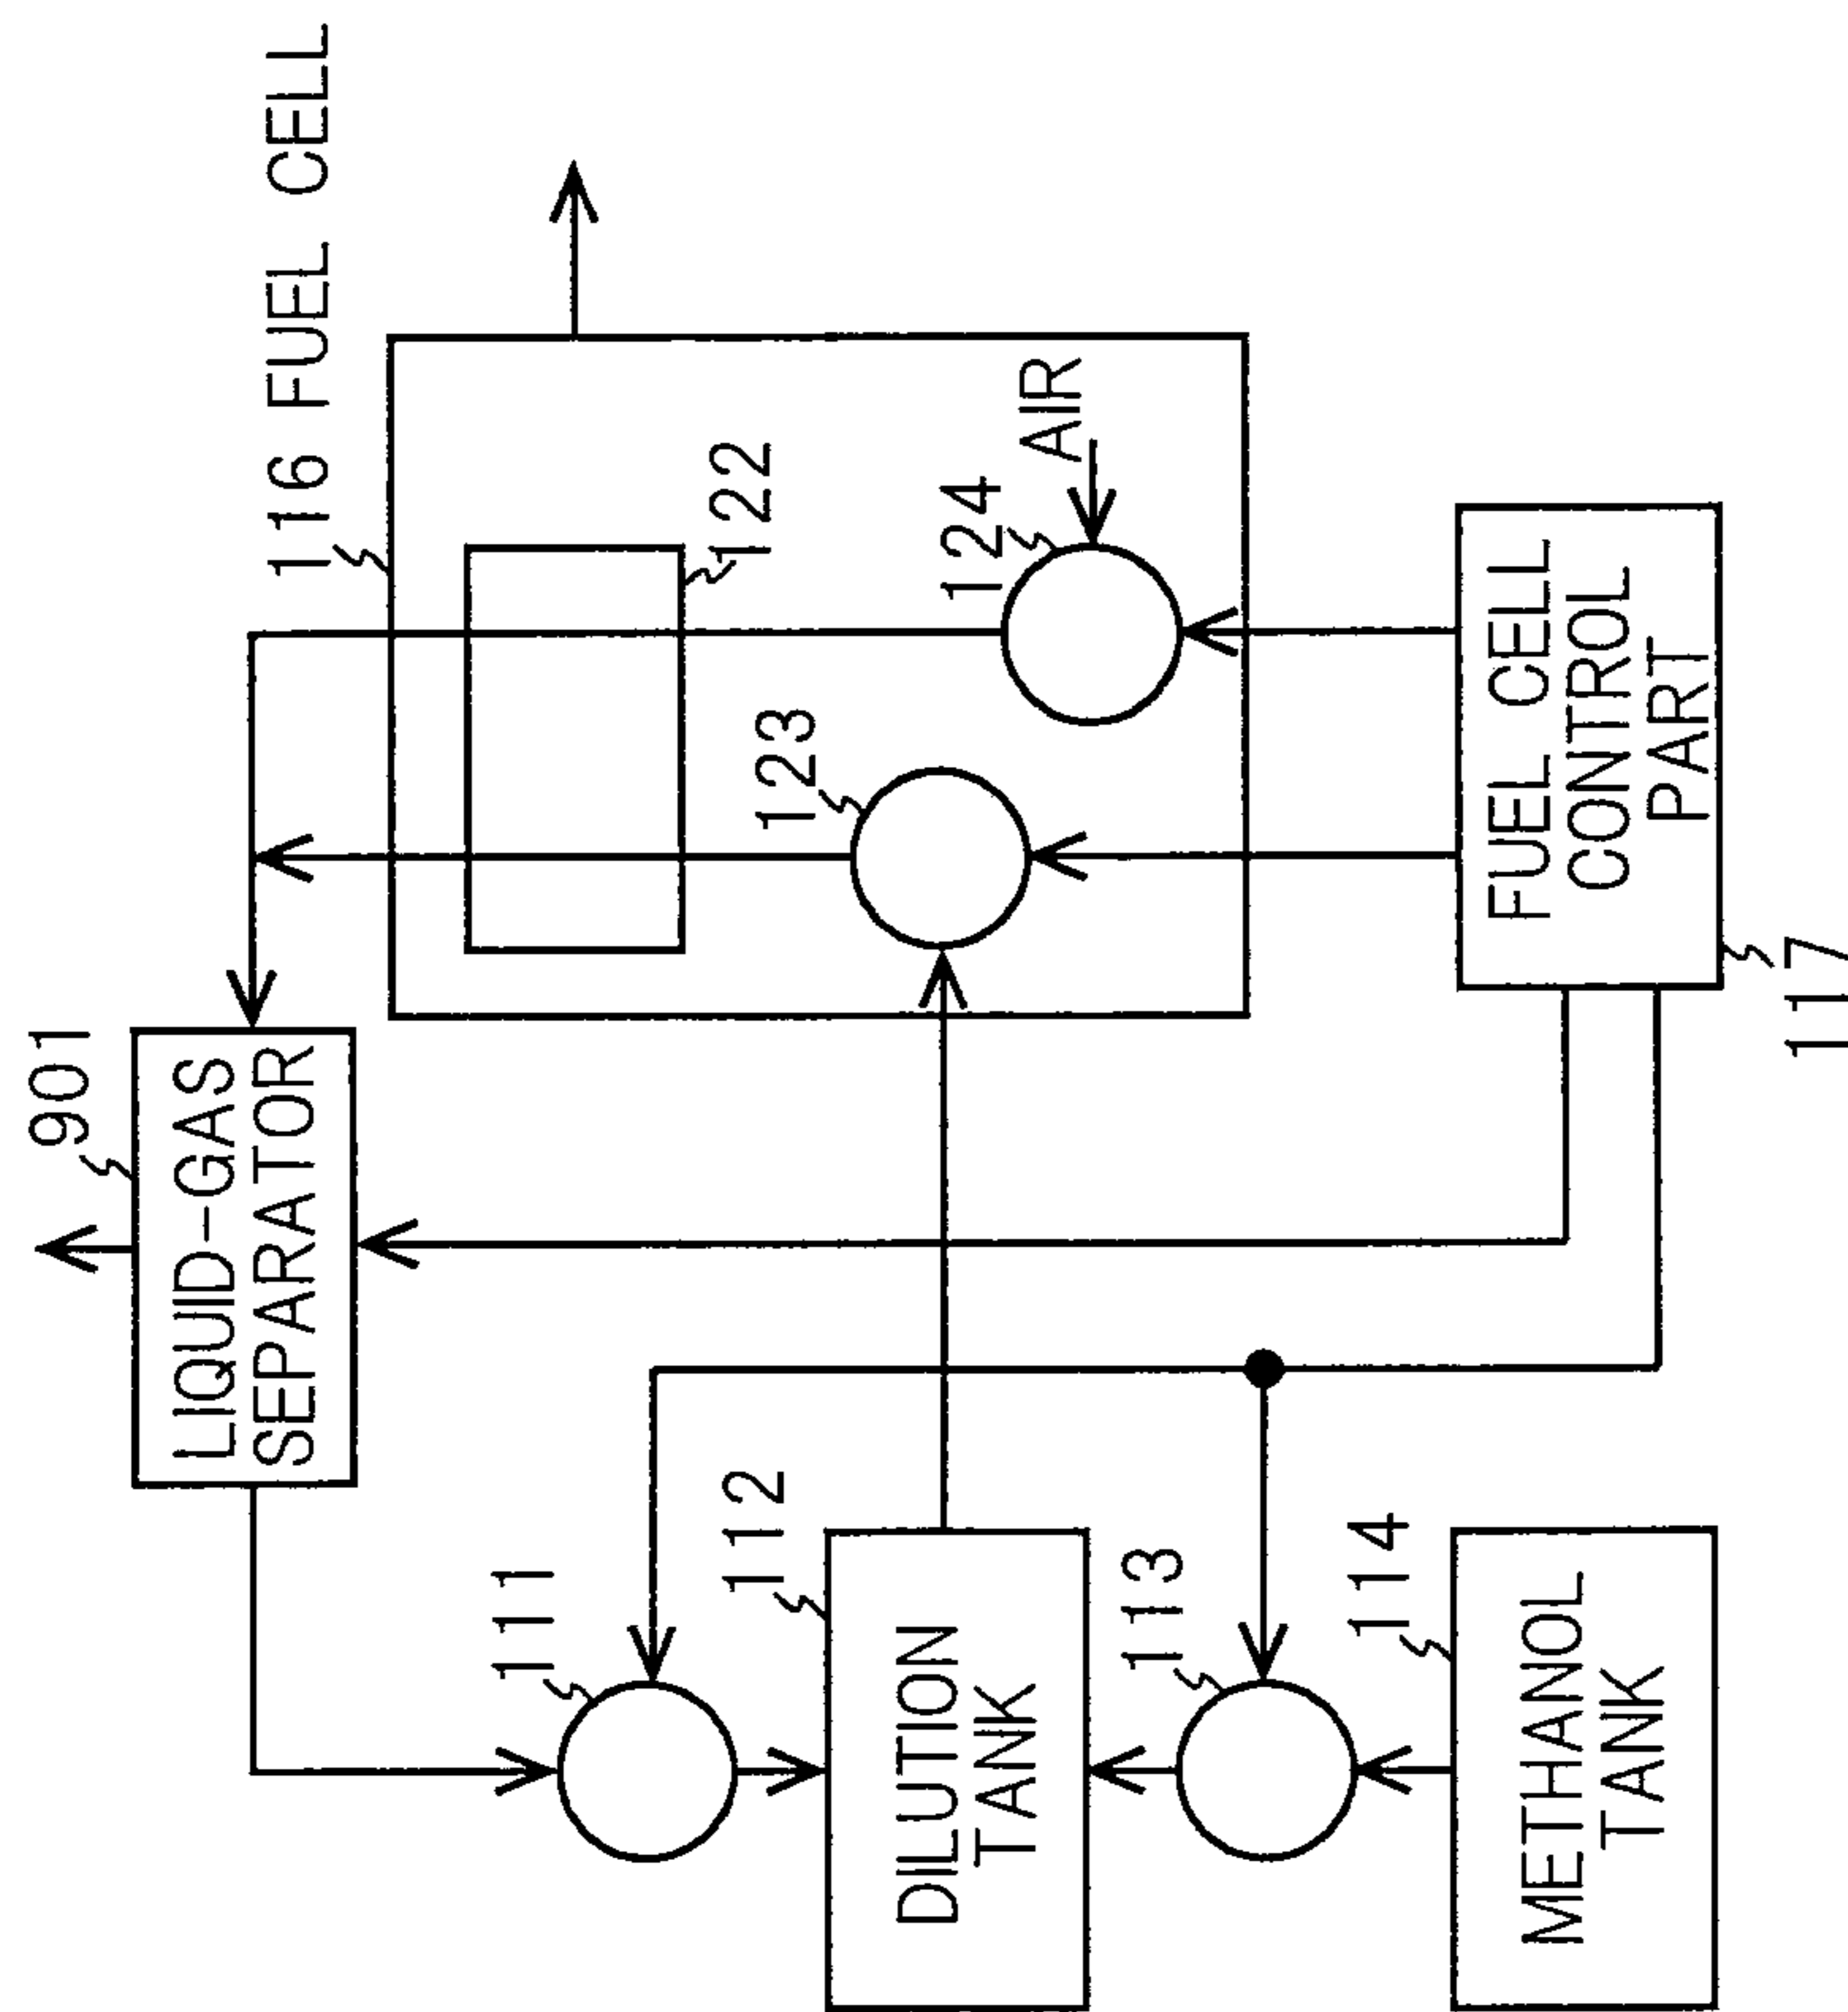 901
LIQUID-GAS
SEPARATOR
116 FUEL CELL
111
122
112
123
DILUTION
TANK
124
AIR
113
114
METHANOL
TANK
FUEL CELL
CONTROL
PART
117